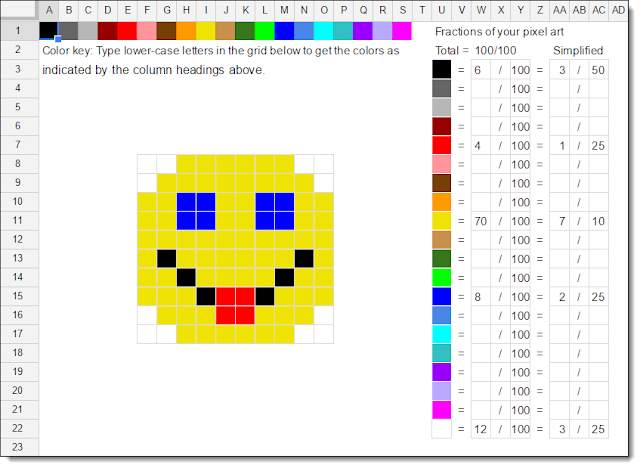 A B C D E F G H I J K L M N O P Q R S T U V W X Y Z AA AB AC
1 Fractions of your pixel art
2 Color key: Type lower-case letters in the grid below to get the colors as Total = 100/100 Simplified
3 indicated by the column headings above. = 6 / 100 = 3 / 50
4 = / 100 = /
5 = / 100 = /
6 = / 100 = /
7 = 4 / 100 = 1 / 25
8 = / 100 = /
9 = / 100 = /
10 = / 100 = /
11 = 70 / 100 = 7 / 10
12 = / 100 = /
13 = / 100 = /
14 = / 100 = /
15 = 8 / 100 = 2 / 25
16 = / 100 = /
17 = / 100 = /
18 = / 100 = /
19 = / 100 = /
20 = / 100 = /
21 = / 100 = /
22 = 12 / 100 = 3 / 25
23